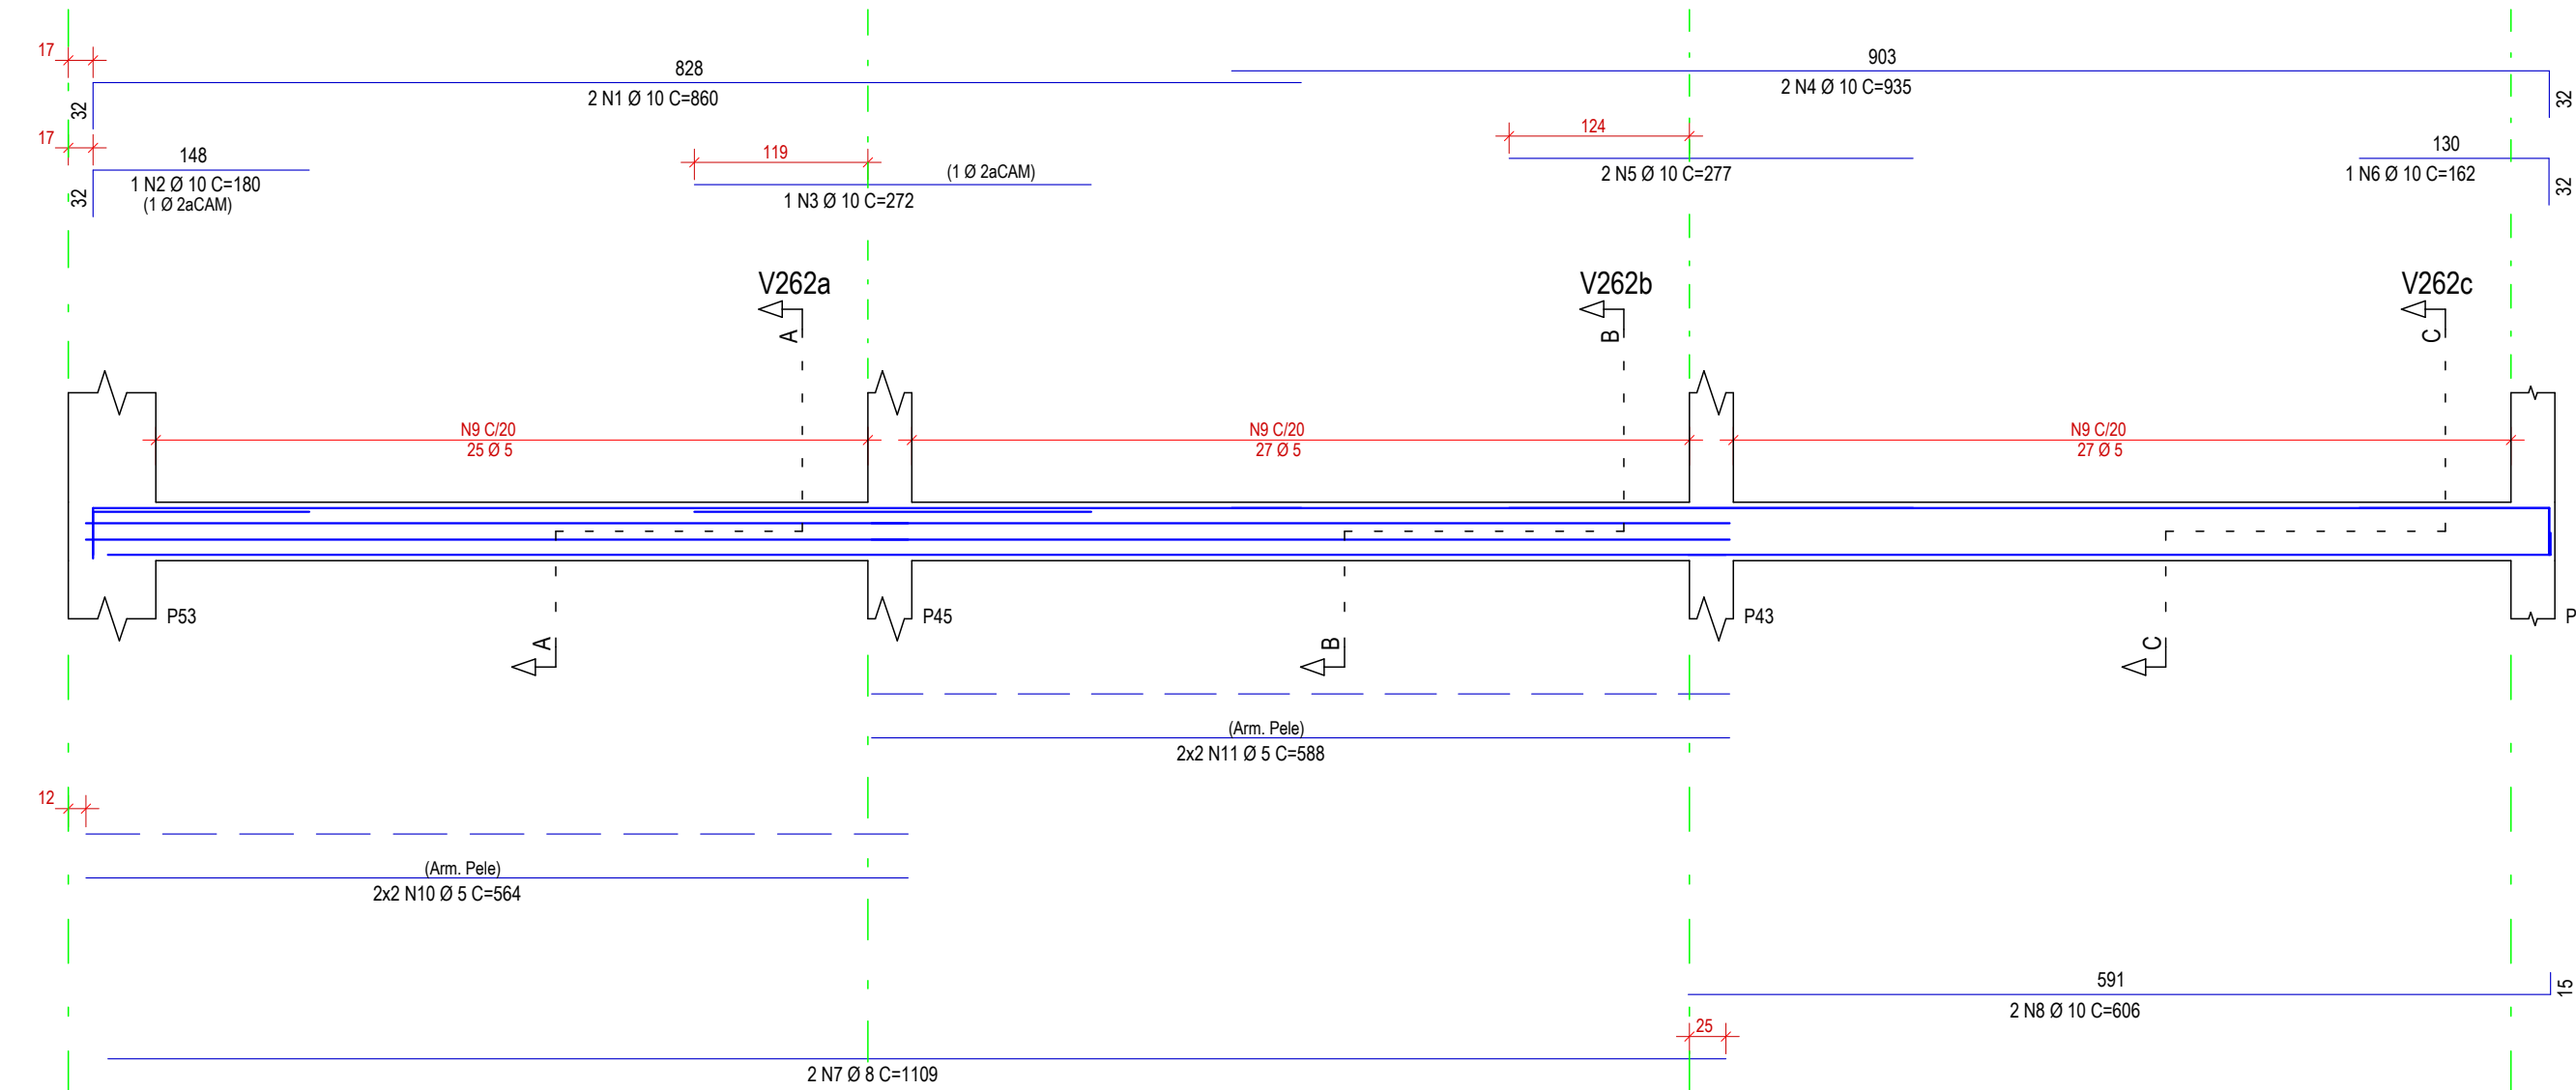 17
828
903
2 N1 Ø 10 C=860
2 N4 Ø 10 C=935
32
32
17
148
119
(1 Ø 2aCAM)
124
130
1 N2 Ø 10 C=180
(1 Ø 2aCAM)
32
1 N3 Ø 10 C=272
2 N5 Ø 10 C=277
1 N6 Ø 10 C=162
32
V262a
V262b
V262c
A
B
C
N9 C/20
25 Ø 5
N9 C/20
27 Ø 5
N9 C/20
27 Ø 5
P53
P45
P43
P
A
B
C
(Arm. Pele)
2x2 N11 Ø 5 C=588
12
(Arm. Pele)
2x2 N10 Ø 5 C=564
591
15
2 N8 Ø 10 C=606
25
2 N7 Ø 8 C=1109